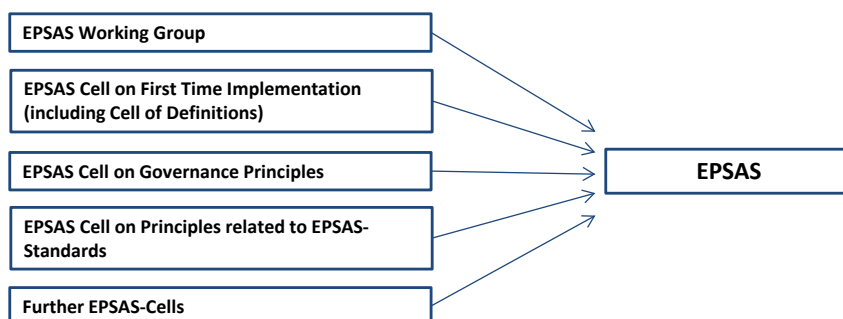 EPSAS Working Group
EPSAS Cell on First Time Implementation
(including Cell of Definitions)
EPSAS Cell on Governance Principles
EPSAS
EPSAS Cell on Principles related to EPSAS-
Standards
Further EPSAS-Cells